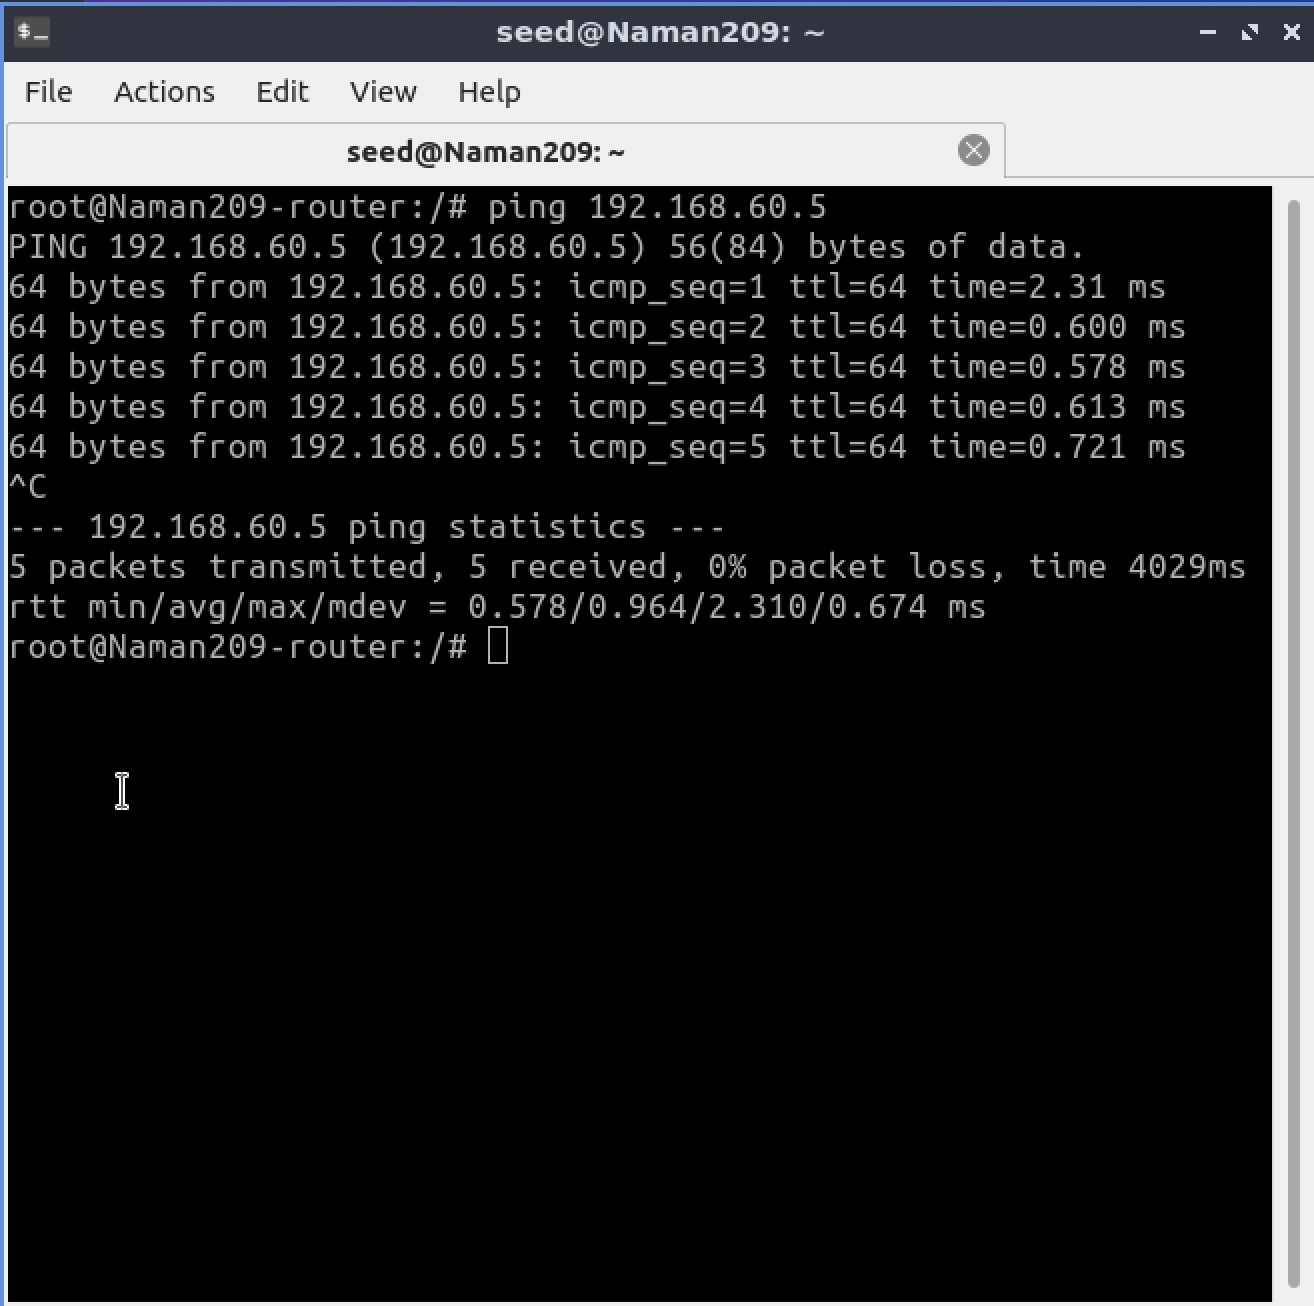 $_
seed@Naman209: ~
File Actions Edit View Help
seed@Naman209: ~
root@Naman209-router:/# ping 192.168.60.5
PING 192.168.60.5 (192.168.60.5) 56(84) bytes of data.
64 bytes from 192.168.60.5: icmp_seq=1 ttl=64 time=2.31 ms
64 bytes from 192.168.60.5: icmp_seq=2 ttl=64 time=0.600 ms
64 bytes from 192.168.60.5: icmp_seq=3 ttl=64 time=0.578 ms
64 bytes from 192.168.60.5: icmp_seq=4 ttl=64 time=0.613 ms
64 bytes from 192.168.60.5: icmp_seq=5 ttl=64 time=0.721 ms
^C
--- 192.168.60.5 ping statistics ---
5 packets transmitted, 5 received, 0% packet loss, time 4029ms
rtt min/avg/max/mdev = 0.578/0.964/2.310/0.674 ms
root@Naman209-router:/#